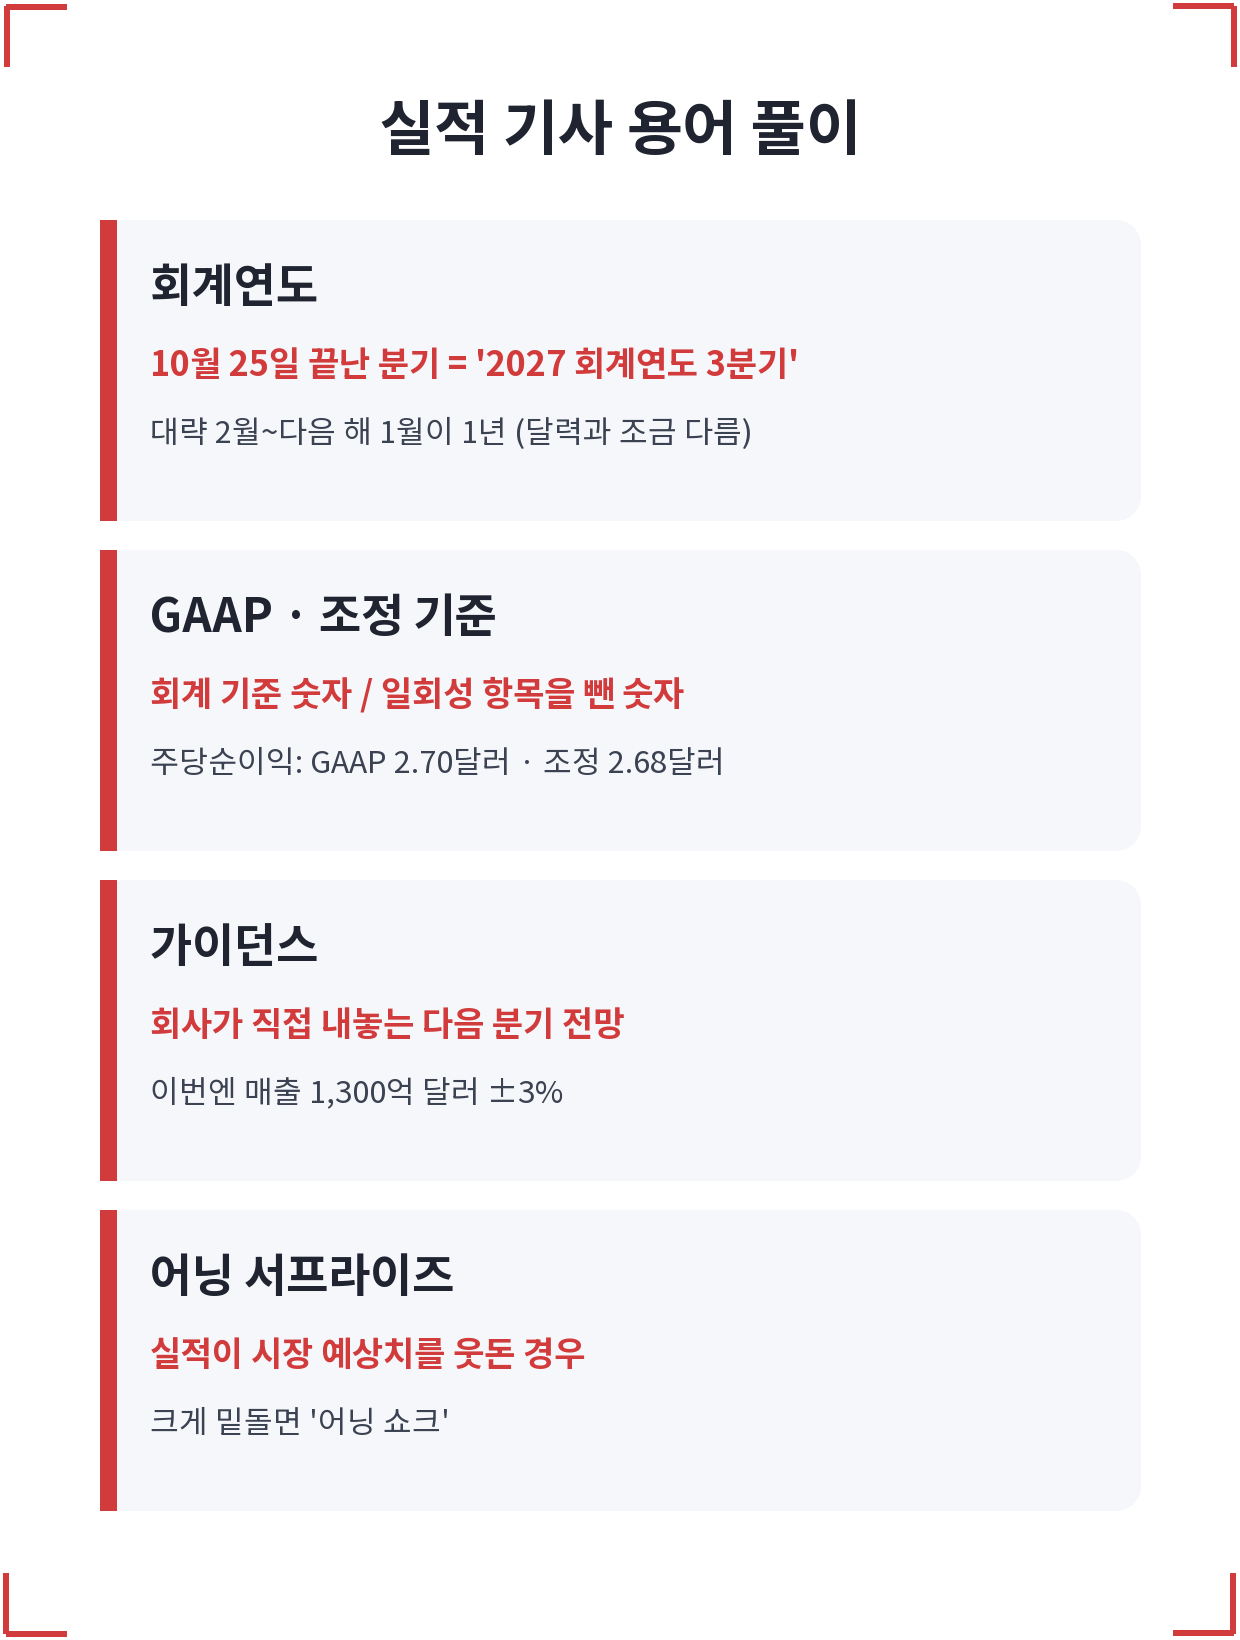 실적 기사 용어 풀이
회계연도
10월 25일 끝난 분기 = '2027 회계연도 3분기'
대략 2월~다음 해 1월이 1년 (달력과 조금 다름)
GAAP · 조정 기준
회계 기준 숫자 / 일회성 항목을 뺀 숫자
주당순이익: GAAP 2.70달러 · 조정 2.68달러
가이던스
회사가 직접 내놓는 다음 분기 전망
이번엔 매출 1,300억 달러 ±3%
어닝 서프라이즈
실적이 시장 예상치를 웃돈 경우
크게 밑돌면 '어닝 쇼크'